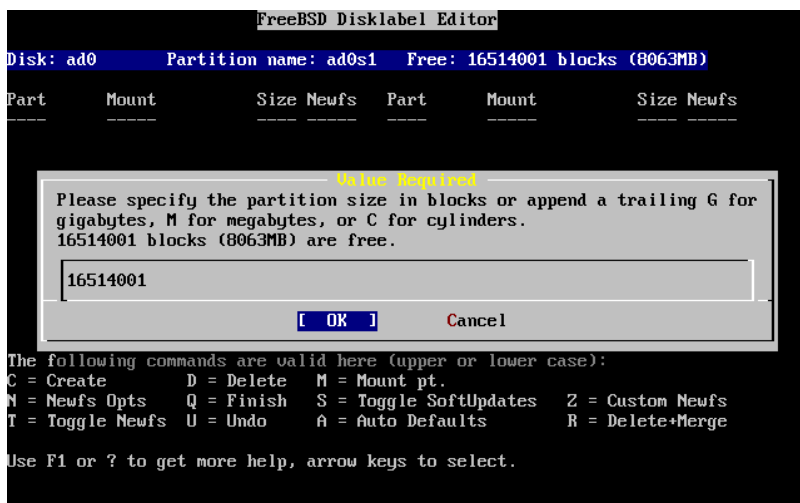 FreeBSD Disklabel Editor
Disk: ad0 Partition name: ad0s1 Free: 16514001 blocks (8063MB)
Part Mount Size Newfs Part Mount Size Newfs
---- ----- ---- ----- ---- ----- ---- -----
Value Required
Please specify the partition size in blocks or append a trailing G for
gigabytes, M for megabytes, or C for cylinders.
16514001 blocks (8063MB) are free.
16514001
[ OK ] Cancel
The following commands are valid here (upper or lower case):
C = Create D = Delete M = Mount pt.
N = Newfs Opts Q = Finish S = Toggle SoftUpdates Z = Custom Newfs
T = Toggle Newfs U = Undo A = Auto Defaults R = Delete+Merge
Use F1 or ? to get more help, arrow keys to select.